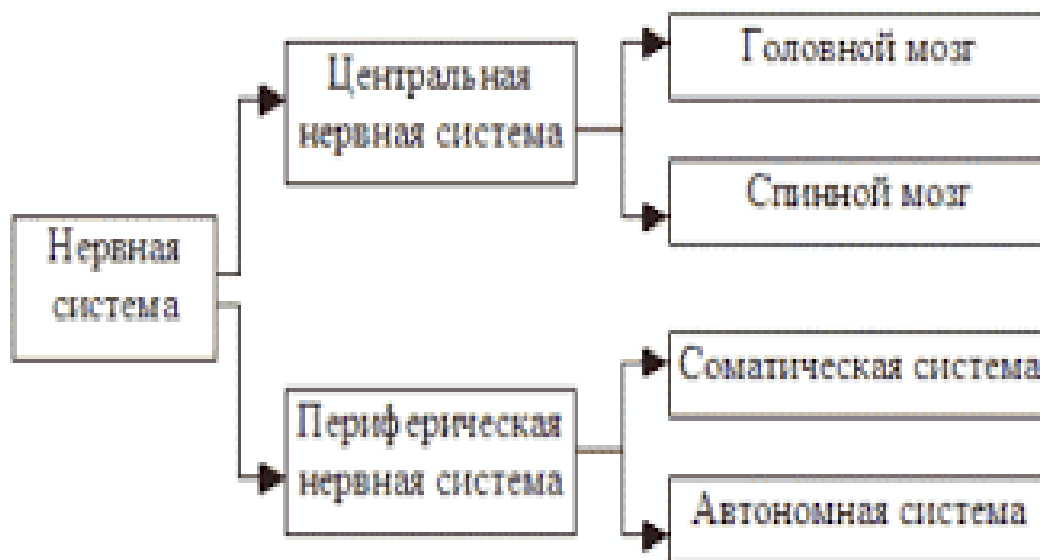 Нервная
система
Центральная
нервная система
Головной мозг
Спинной мозг
Периферическая
нервная система
Соматическая система
Автономная система